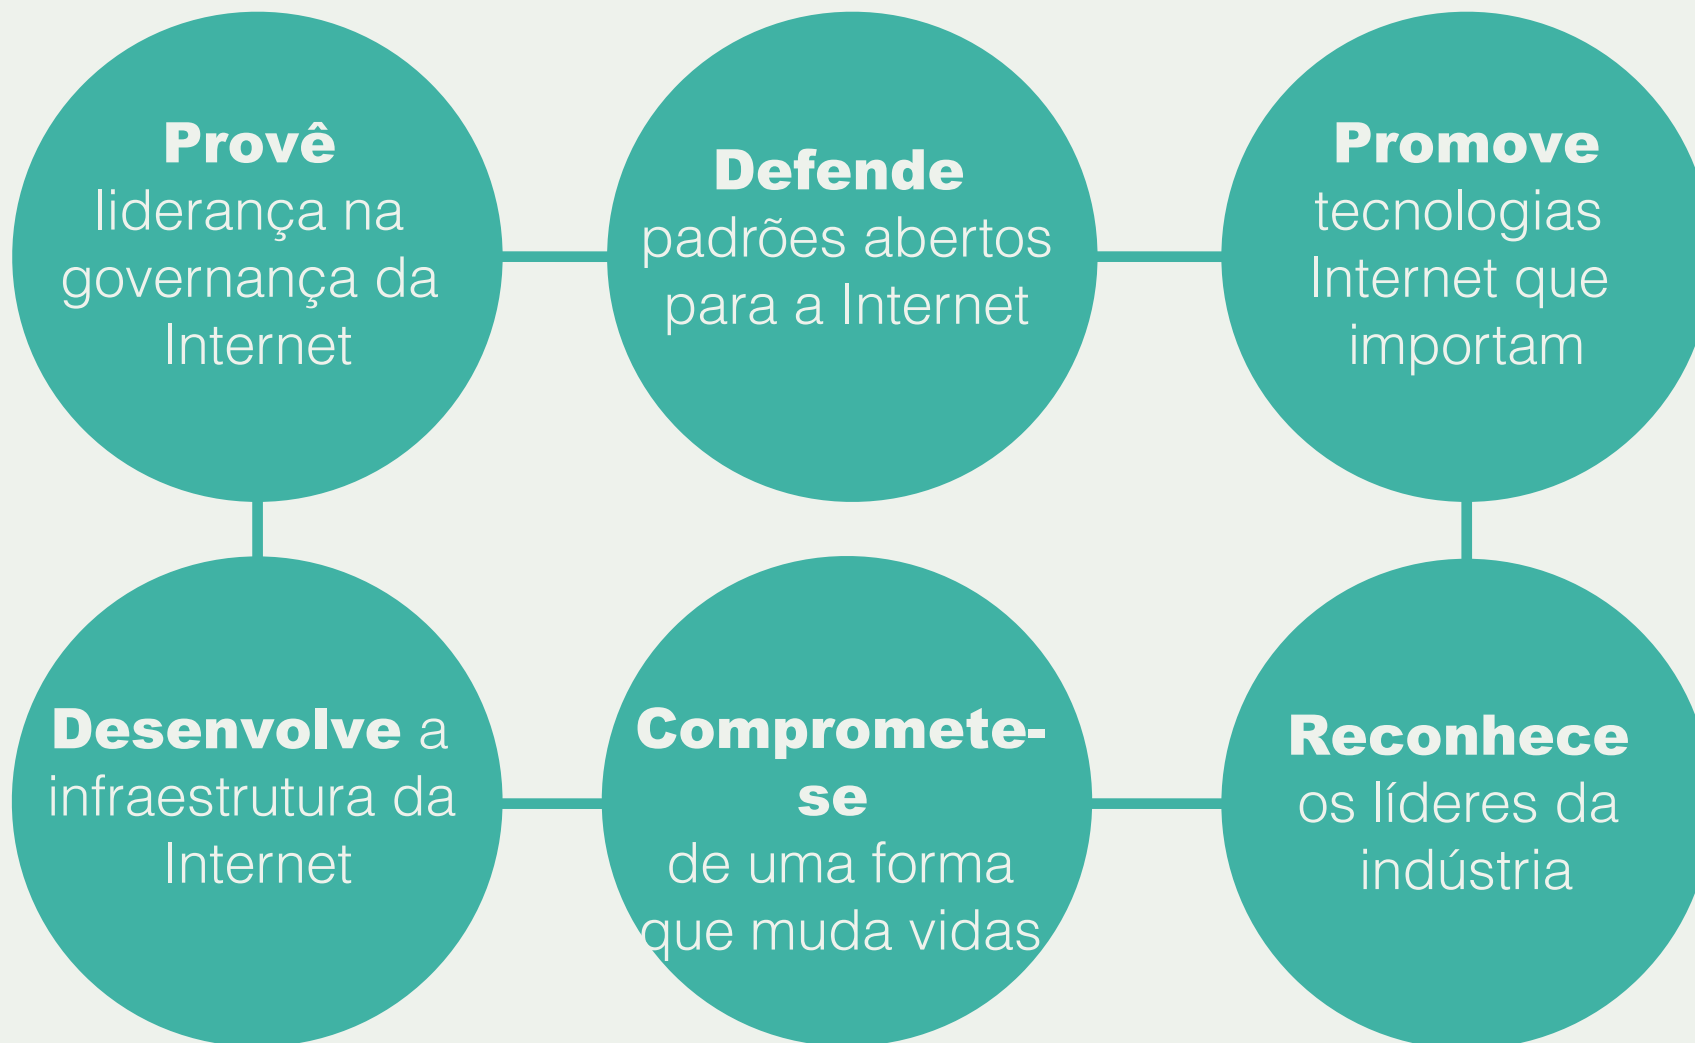 Provê
liderança na
governança da
Internet
Defende
padrões abertos
para a Internet
Promove
tecnologias
Internet que
importam
Desenvolve a
infraestrutura da
Internet
Compromete-
se
de uma forma
que muda vidas
Reconhece
os líderes da
indústria